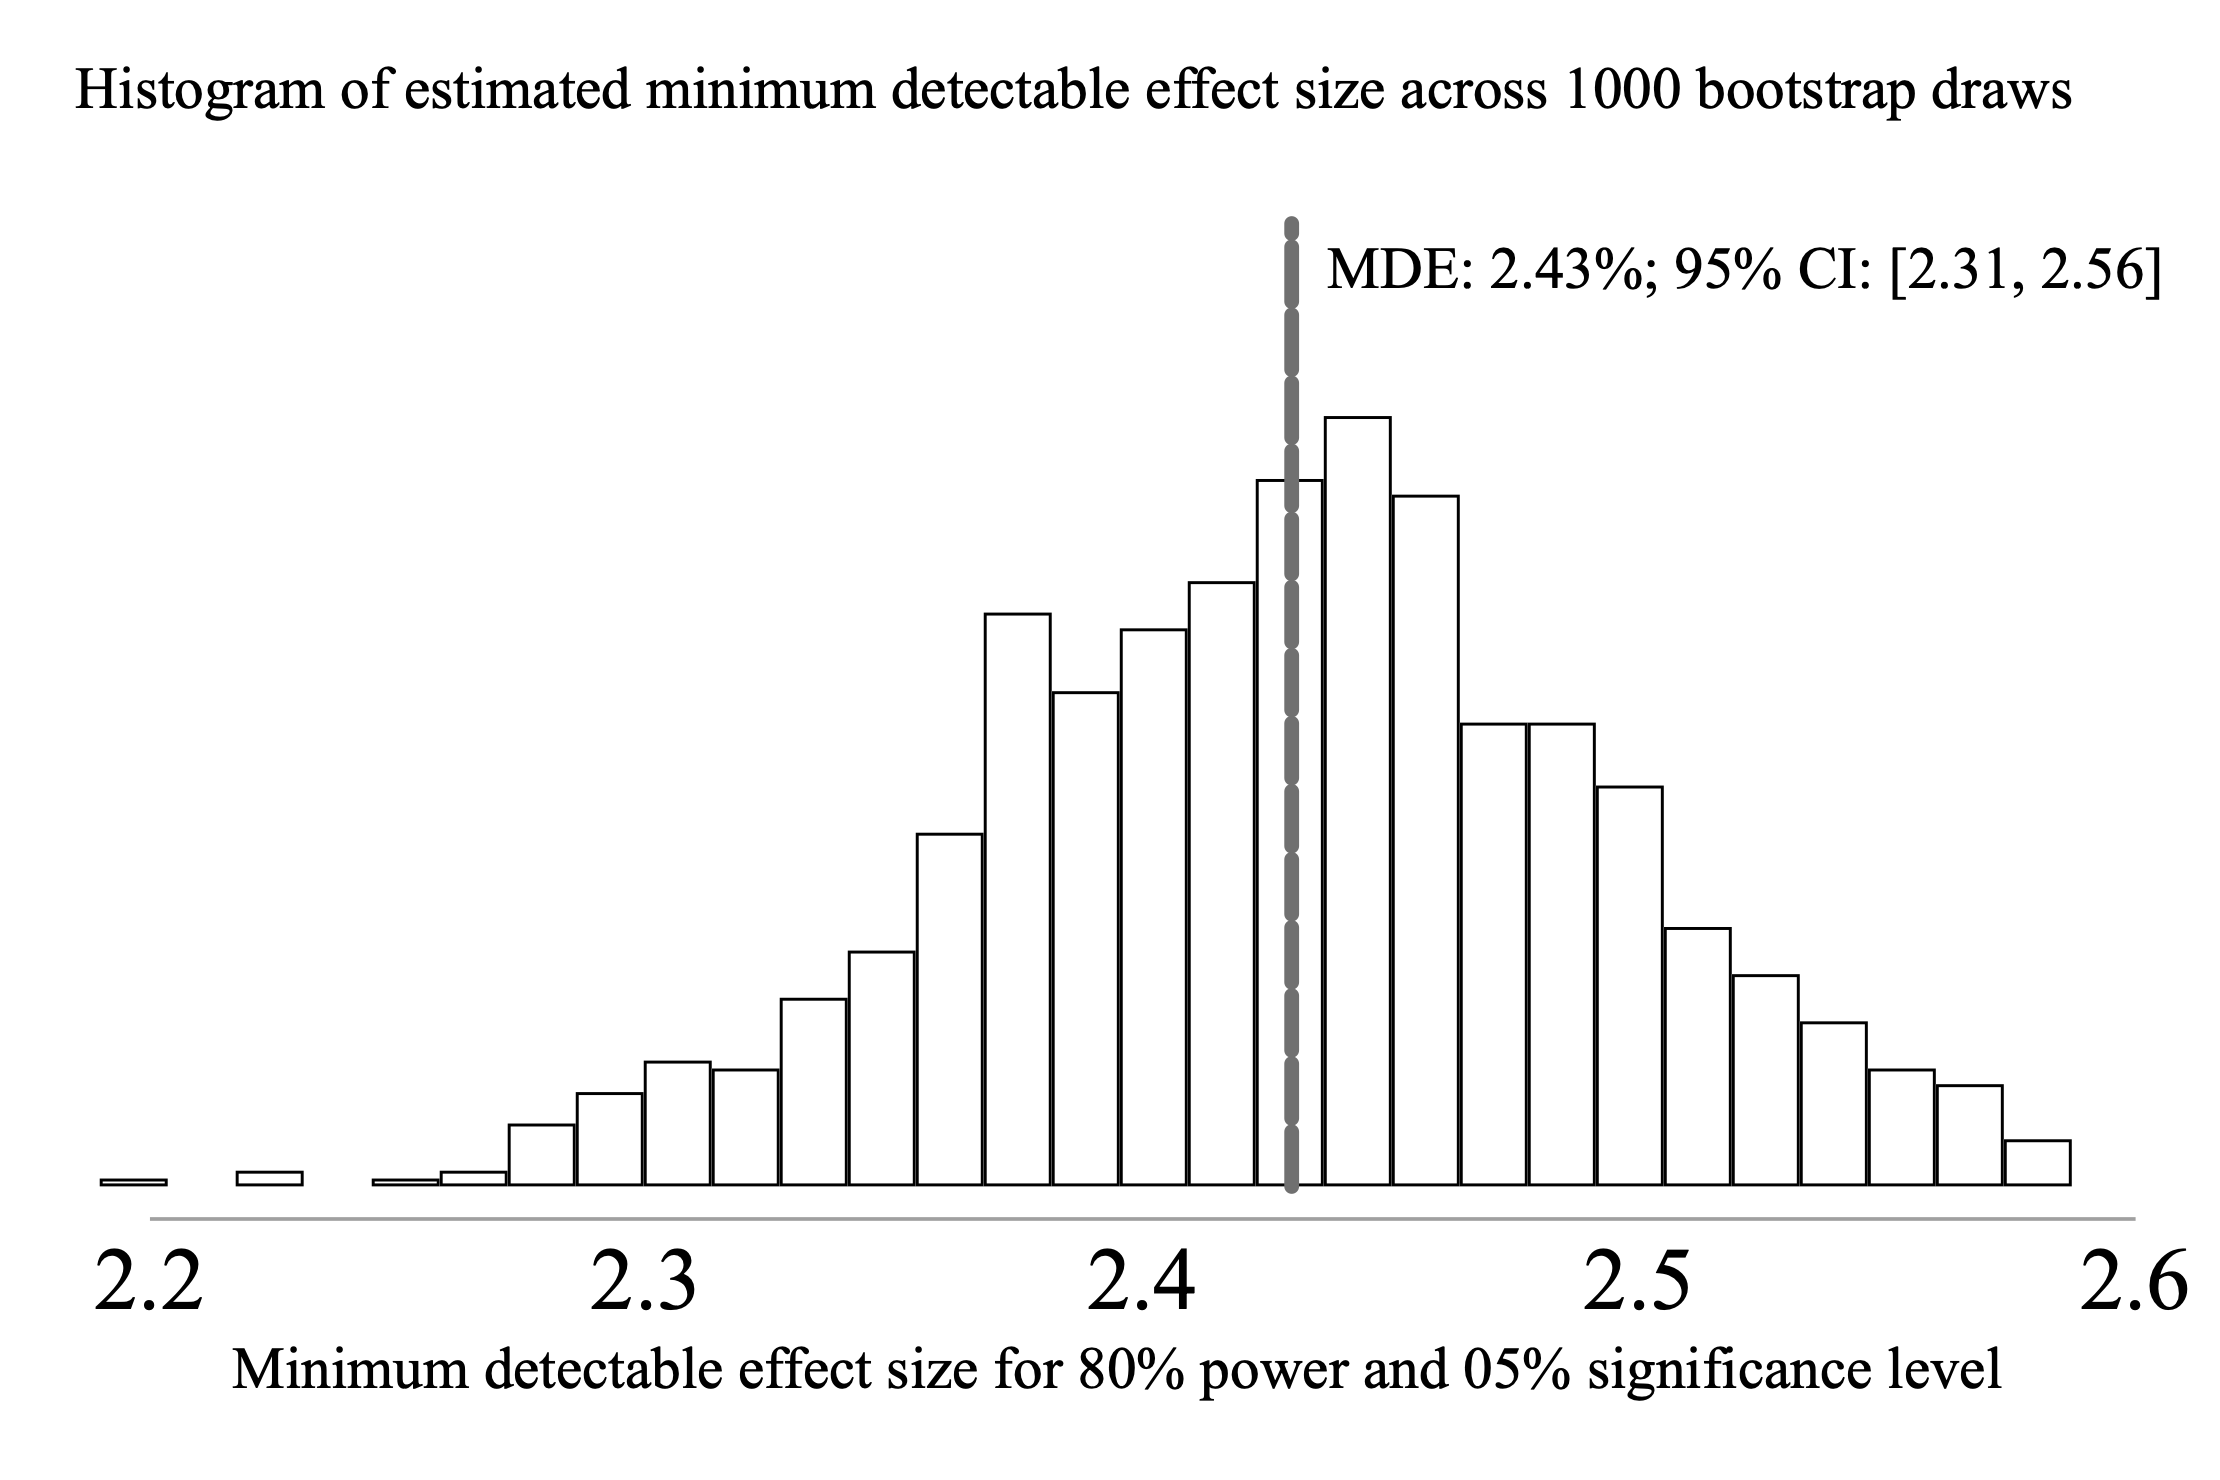 Histogram of estimated minimum detectable effect size across 1000 bootstrap draws
MDE: 2.43%; 95% CI: [2.31, 2.56]
2.2 2.3 2.4 2.5 2.6
Minimum detectable effect size for 80% power and 05% significance level